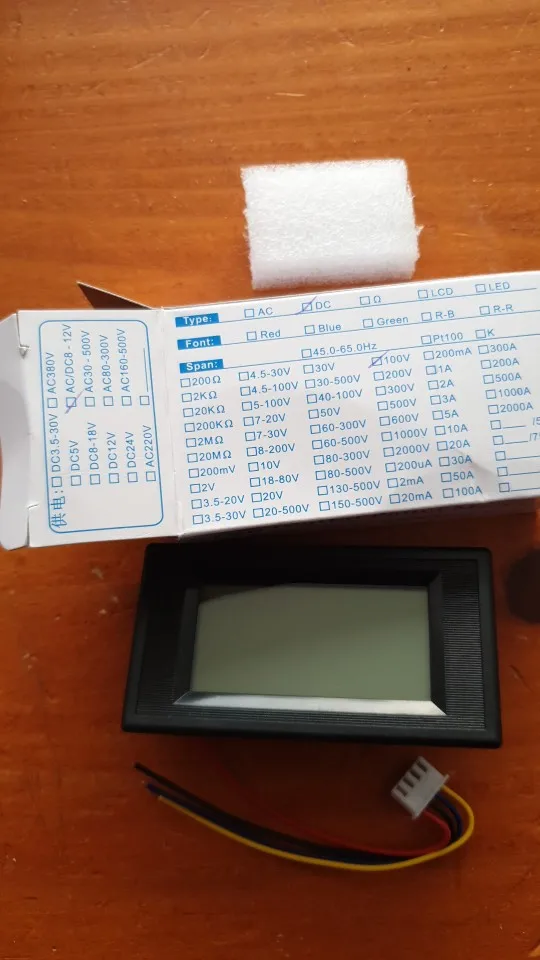 Type: AC DC Ω LCD LED
Font: Red Blue Green R-B R-R
Span: 45.0-65.0Hz Pt100 K
200Ω 4.5-30V 30V 100V 200mA 300A
2KΩ 4.5-100V 30-500V 200V 1A 200A
20KΩ 5-100V 40-100V 300V 2A 500A
200KΩ 7-20V 50V 500V 3A 1000A
2MΩ 7-30V 60-300V 600V 5A 2000A
20MΩ 8-200V 60-500V 1000V 10A
200mV 10V 80-300V 2000V 20A
2V 18-80V 80-500V 200uA 30A
3.5-20V 20V 130-500V 2mA 50A
3.5-30V 20-500V 150-500V 20mA 100A
供电:
DC3.5-30V AC380V
DC5V AC/DC8-12V
DC8-18V AC30-500V
DC12V AC80-300V
DC24V AC160-500V
AC220V